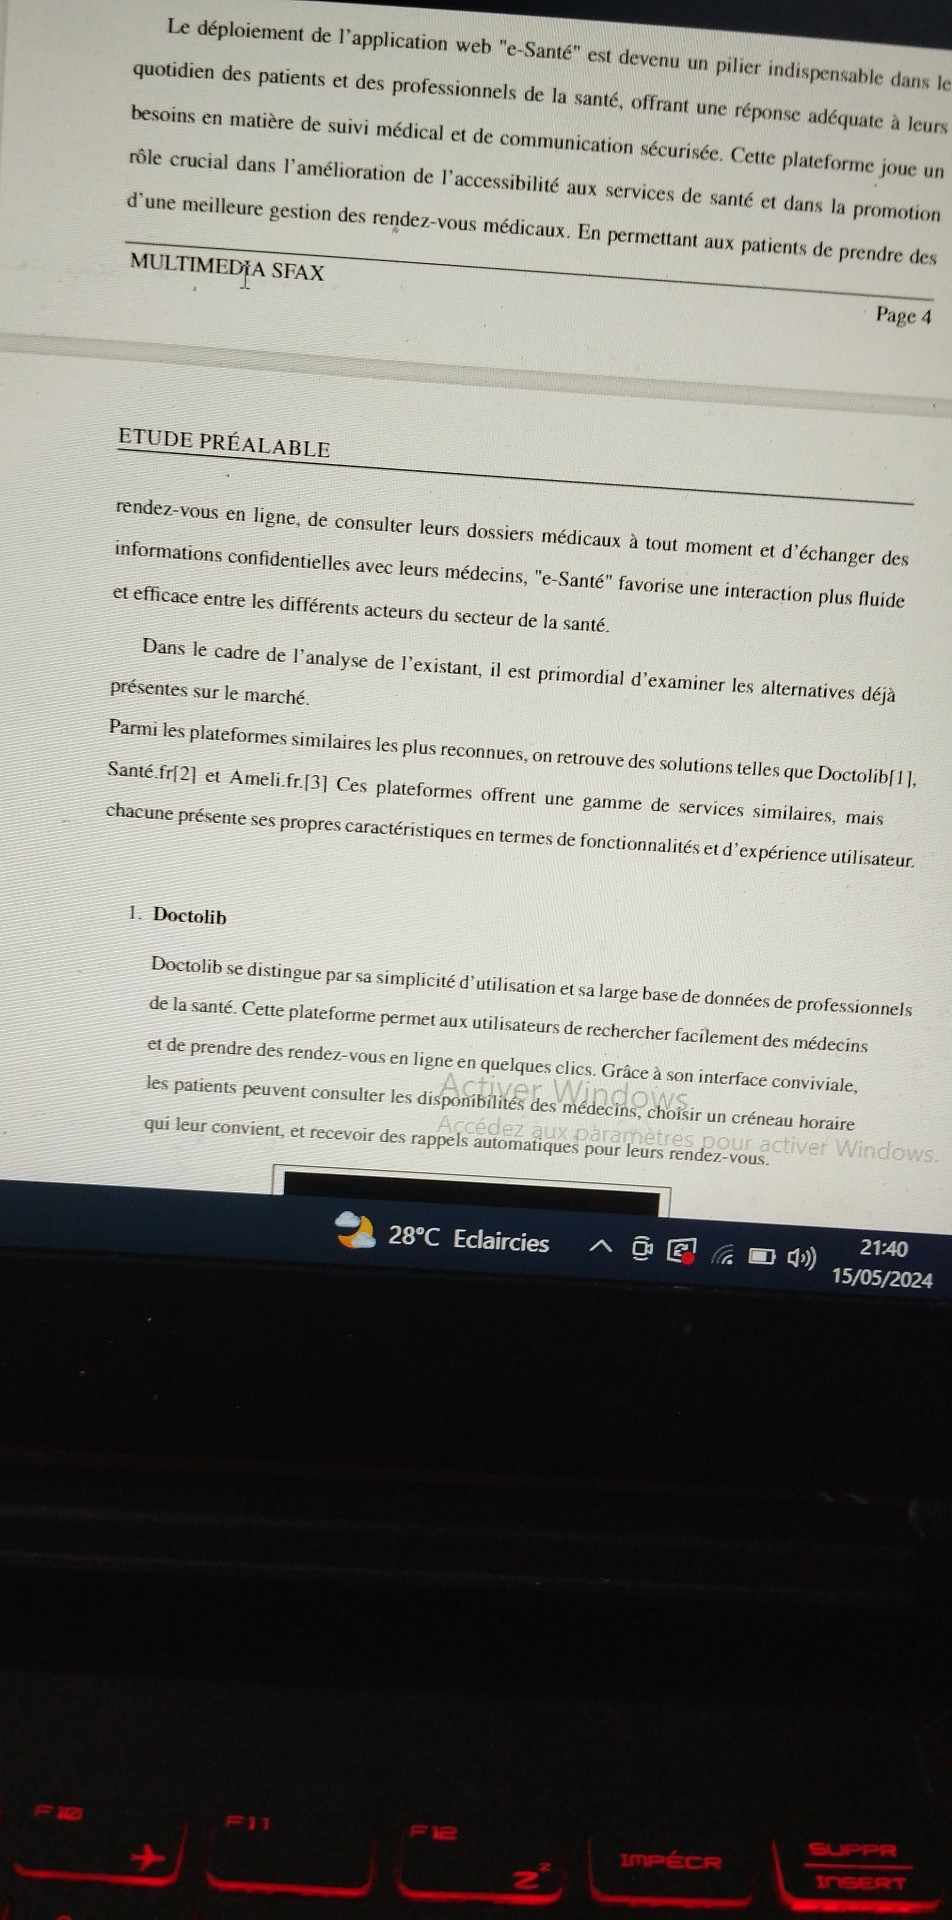 Le déploiement de l'application web "e-Santé" est devenu un pilier indispensable dans le
quotidien des patients et des professionnels de la santé, offrant une réponse adéquate à leurs
besoins en matière de suivi médical et de communication sécurisée. Cette plateforme joue un
rôle crucial dans l'amélioration de l'accessibilité aux services de santé et dans la promotion
d'une meilleure gestion des rendez-vous médicaux. En permettant aux patients de prendre des
MULTIMEDIA SFAX
Page 4
ETUDE PRÉALABLE
rendez-vous en ligne, de consulter leurs dossiers médicaux à tout moment et d'échanger des
informations confidentielles avec leurs médecins, "e-Santé" favorise une interaction plus fluide
et efficace entre les différents acteurs du secteur de la santé.
Dans le cadre de l'analyse de l'existant, il est primordial d'examiner les alternatives déjà
présentes sur le marché.
Parmi les plateformes similaires les plus reconnues, on retrouve des solutions telles que Doctolib[1],
Santé.fr[2] et Ameli.fr.[3] Ces plateformes offrent une gamme de services similaires, mais
chacune présente ses propres caractéristiques en termes de fonctionnalités et d'expérience utilisateur.
1. Doctolib
Doctolib se distingue par sa simplicité d'utilisation et sa large base de données de professionnels
de la santé. Cette plateforme permet aux utilisateurs de rechercher facilement des médecins
et de prendre des rendez-vous en ligne en quelques clics. Grâce à son interface conviviale,
Activer Windows
les patients peuvent consulter les disponibilités des médecins, choisir un créneau horaire
Accédez aux paramètres pour activer Windows.
qui leur convient, et recevoir des rappels automatiques pour leurs rendez-vous.
28°C Eclaircies
21:40
15/05/2024
F10
F11
F12
Z z
IMPÉCR
SUPPR
INSERT